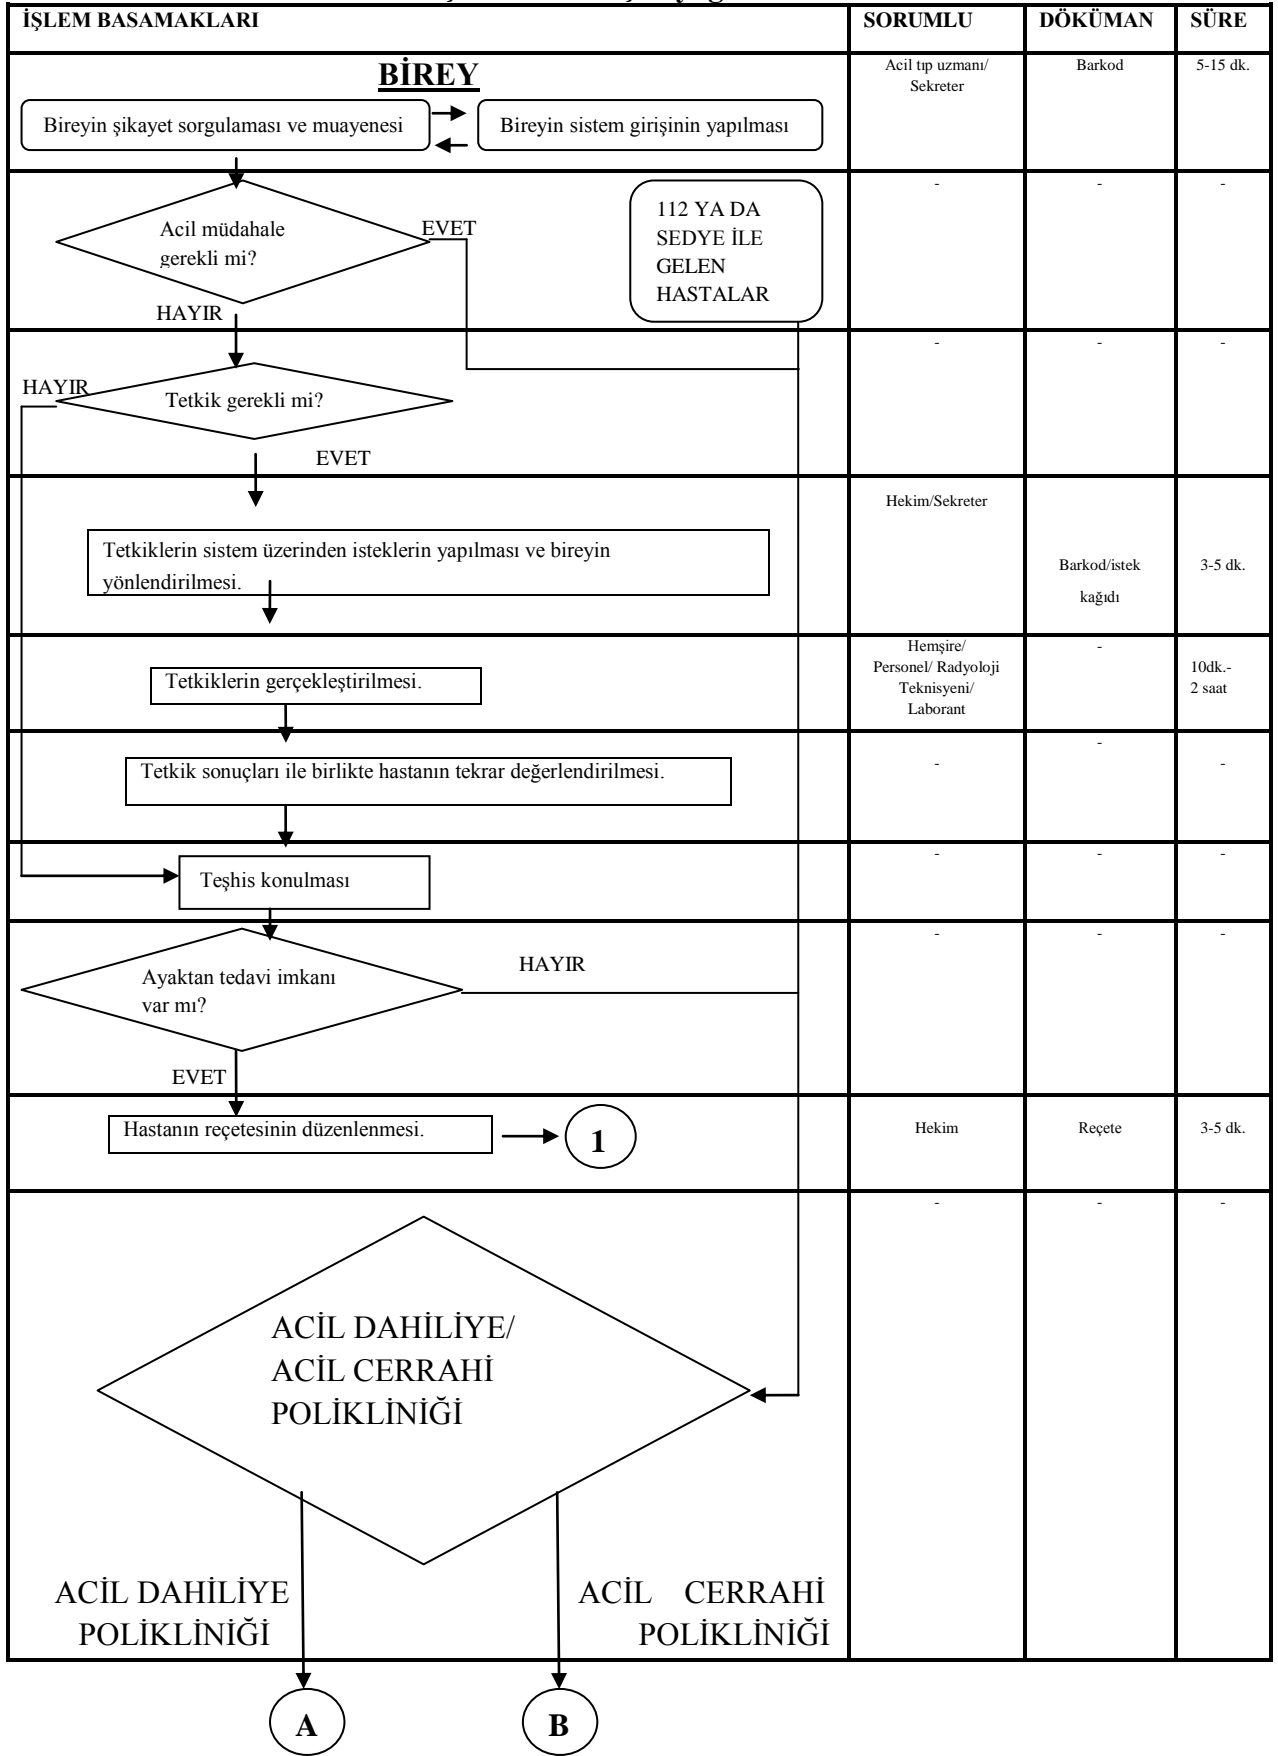 İŞLEM BASAMAKLARI SORUMLU DÖKÜMAN SÜRE
BİREY
Acil tıp uzmanı/ Barkod 5-15 dk.
Sekreter
Bireyin şikayet sorgulaması ve muayenesi
Bireyin sistem girişinin yapılması
- - -
Acil müdahale
gerekli mi?
EVET
112 YA DA
SEDYE İLE
GELEN
HASTALAR
HAYIR
- - -
HAYIR
Tetkik gerekli mi?
EVET
Hekim/Sekreter
Tetkiklerin sistem üzerinden isteklerin yapılması ve bireyin
yönlendirilmesi.
Barkod/istek 3-5 dk.
kağıdı
Hemşire/ -
Personel/ Radyoloji 10dk.-
Teknisyeni/ 2 saat
Laborant
Tetkiklerin gerçekleştirilmesi.
- - -
Tetkik sonuçları ile birlikte hastanın tekrar değerlendirilmesi.
- - -
Teşhis konulması
- - -
Ayaktan tedavi imkanı
var mı?
HAYIR
EVET
Hastanın reçetesinin düzenlenmesi.
1
Hekim Reçete 3-5 dk.
- - -
ACİL DAHİLİYE/
ACİL CERRAHİ
POLİKLİNİĞİ
ACİL DAHİLİYE
POLİKLİNİĞİ
ACİL CERRAHİ
POLİKLİNİĞİ
A
B